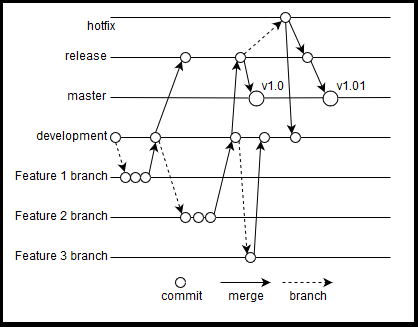 hotfix
release
v1.0
v1.01
master
development
Feature 1 branch
Feature 2 branch
Feature 3 branch
commit merge branch